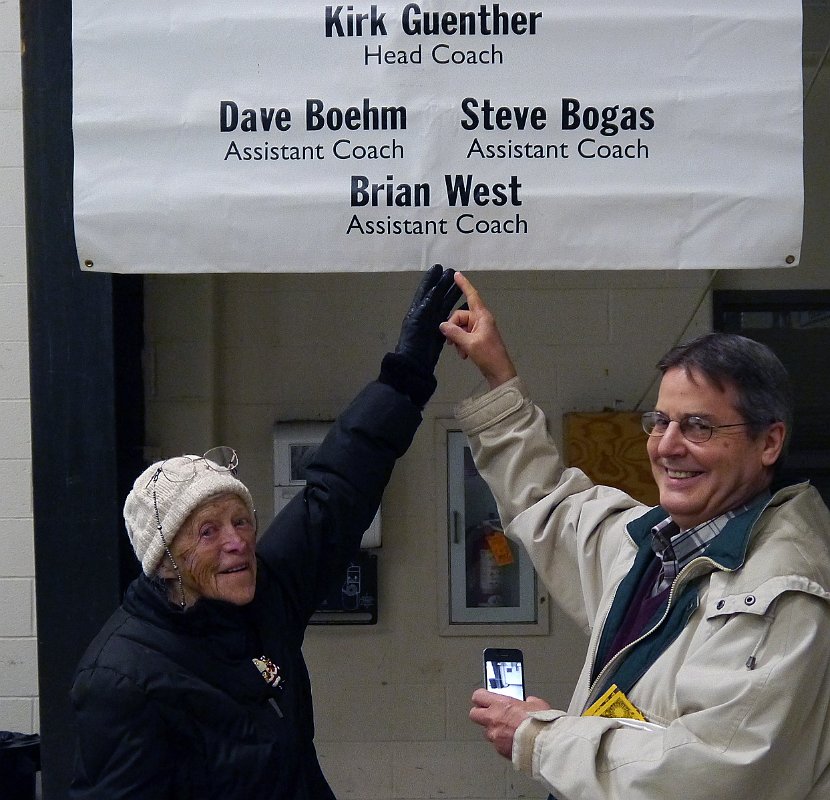 Kirk Guenther
Head Coach
Dave Boehm Steve Bogas
Assistant Coach Assistant Coach
Brian West
Assistant Coach